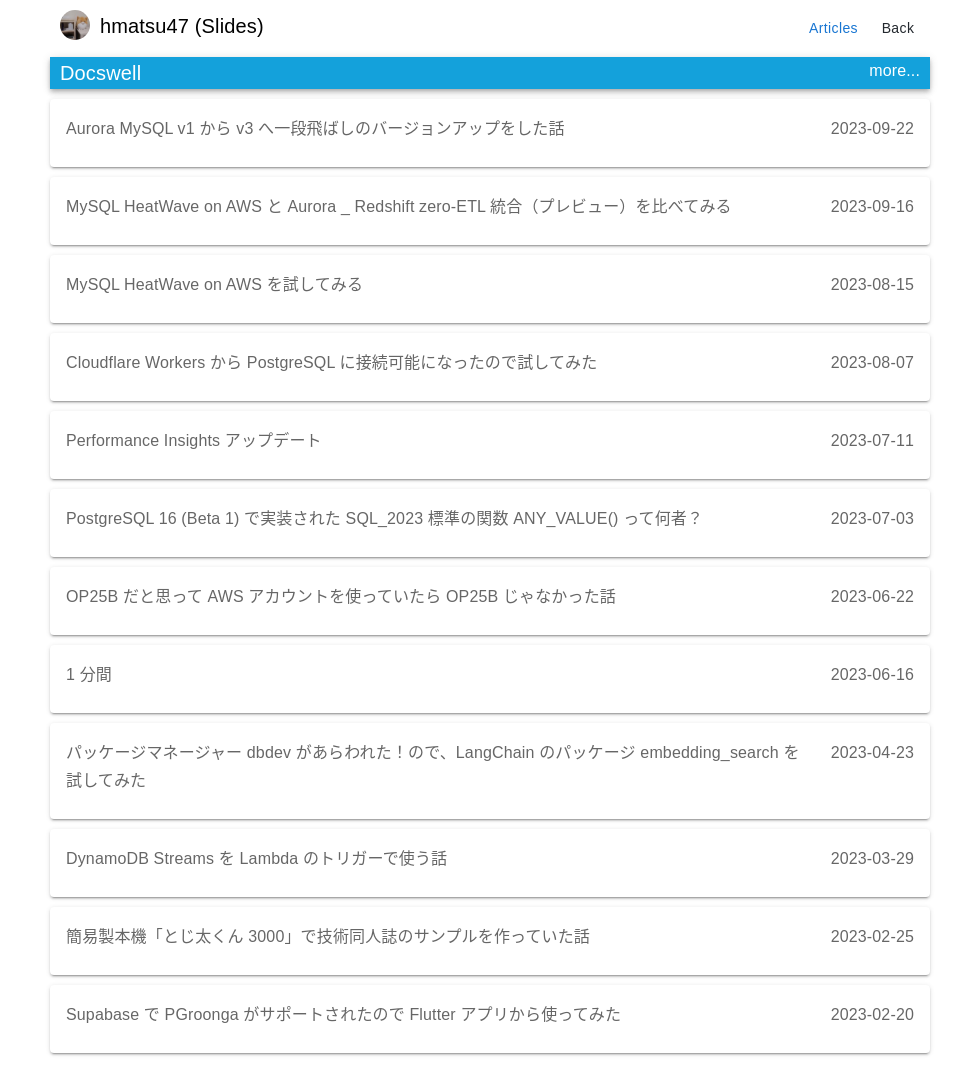 hmatsu47 (Slides)
Articles Back
Docswell more...
Aurora MySQL v1 から v3 へ一段飛ばしのバージョンアップをした話 2023-09-22
MySQL HeatWave on AWS と Aurora _ Redshift zero-ETL 統合（プレビュー）を比べてみる 2023-09-16
MySQL HeatWave on AWS を試してみる 2023-08-15
Cloudflare Workers から PostgreSQL に接続可能になったので試してみた 2023-08-07
Performance Insights アップデート 2023-07-11
PostgreSQL 16 (Beta 1) で実装された SQL_2023 標準の関数 ANY_VALUE() って何者？ 2023-07-03
OP25B だと思って AWS アカウントを使っていたら OP25B じゃなかった話 2023-06-22
1 分間 2023-06-16
パッケージマネージャー dbdev があらわれた！ので、LangChain のパッケージ embedding_search を 2023-04-23
試してみた
DynamoDB Streams を Lambda のトリガーで使う話 2023-03-29
簡易製本機「とじ太くん 3000」で技術同人誌のサンプルを作っていた話 2023-02-25
Supabase で PGroonga がサポートされたので Flutter アプリから使ってみた 2023-02-20